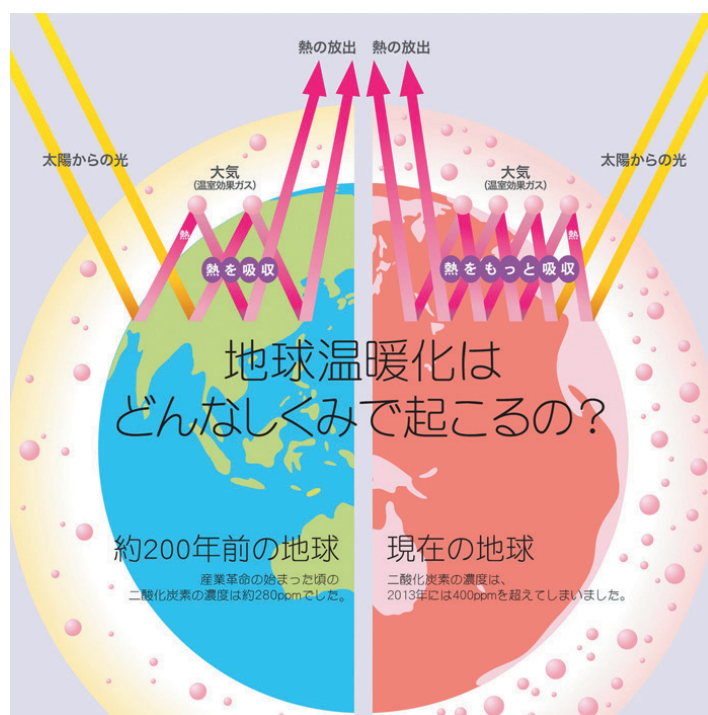 熱の放出
熱の放出
太陽からの光
大気
(温室効果ガス)
熱
熱を吸収
大気
(温室効果ガス)
太陽からの光
熱
熱をもっと吸収
地球温暖化は
どんなしくみで起こるの?
約200年前の地球
産業革命の始まった頃の
二酸化炭素の濃度は約280ppmでした。
現在の地球
二酸化炭素の濃度は、
2013年には400ppmを超えてしまいました。